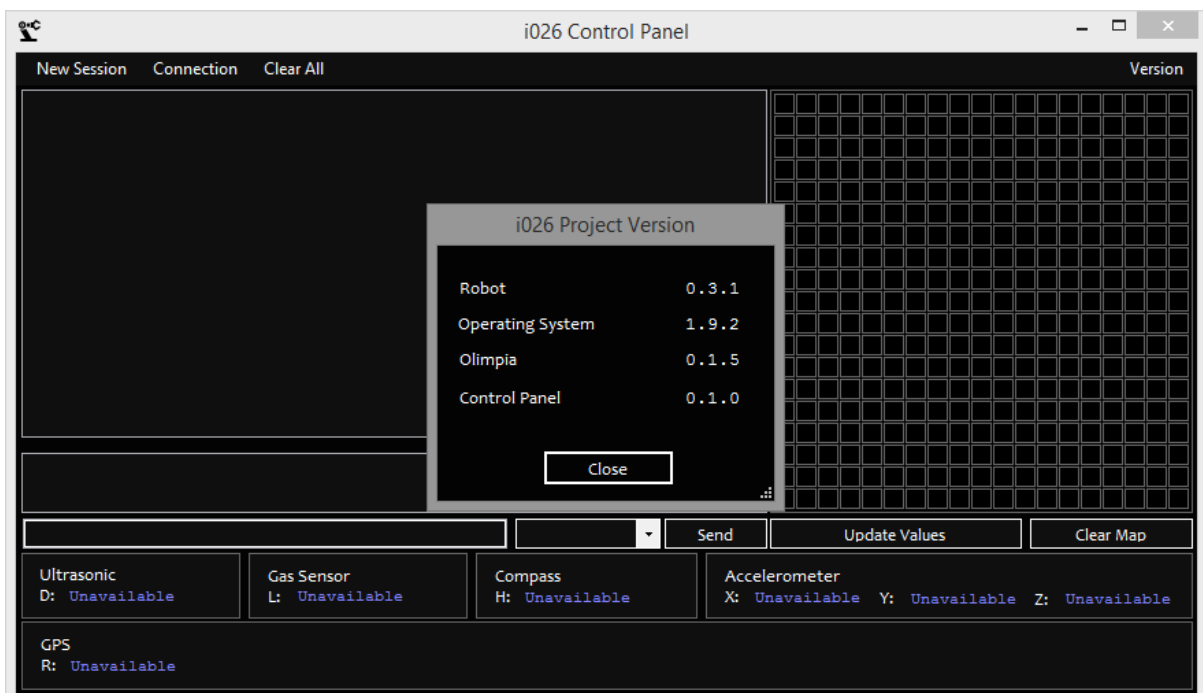 i026 Control Panel
New Session Connection Clear All Version
i026 Project Version
Robot 0.3.1
Operating System 1.9.2
Olimpia 0.1.5
Control Panel 0.1.0
Close
Send Update Values Clear Map
Ultrasonic Gas Sensor Compass Accelerometer
D: Unavailable L: Unavailable H: Unavailable X: Unavailable Y: Unavailable Z: Unavailable
GPS
R: Unavailable